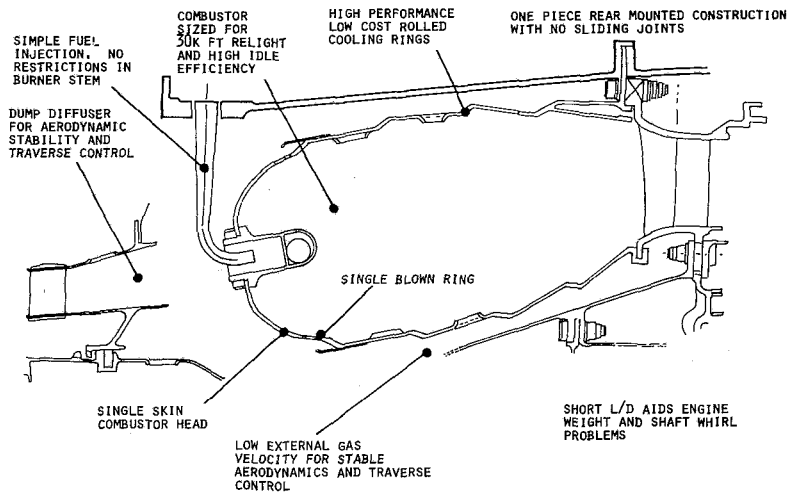 SIMPLE FUEL
INJECTION. NO
RESTRICTIONS IN
BURNER STEM
COMBUSTOR
SIZED FOR
30K FT RELIGHT
AND HIGH IDLE
EFFICIENCY
HIGH PERFORMANCE
LOW COST ROLLED
COOLING RINGS
ONE PIECE REAR MOUNTED CONSTRUCTION
WITH NO SLIDING JOINTS
DUMP DIFFUSER
FOR AERODYNAMIC
STABILITY AND
TRAVERSE CONTROL
SINGLE BLOWN RING
SINGLE SKIN
COMBUSTOR HEAD
LOW EXTERNAL GAS
VELOCITY FOR STABLE
AERODYNAMICS AND TRAVERSE
CONTROL
SHORT L/D AIDS ENGINE
WEIGHT AND SHAFT WHIRL
PROBLEMS